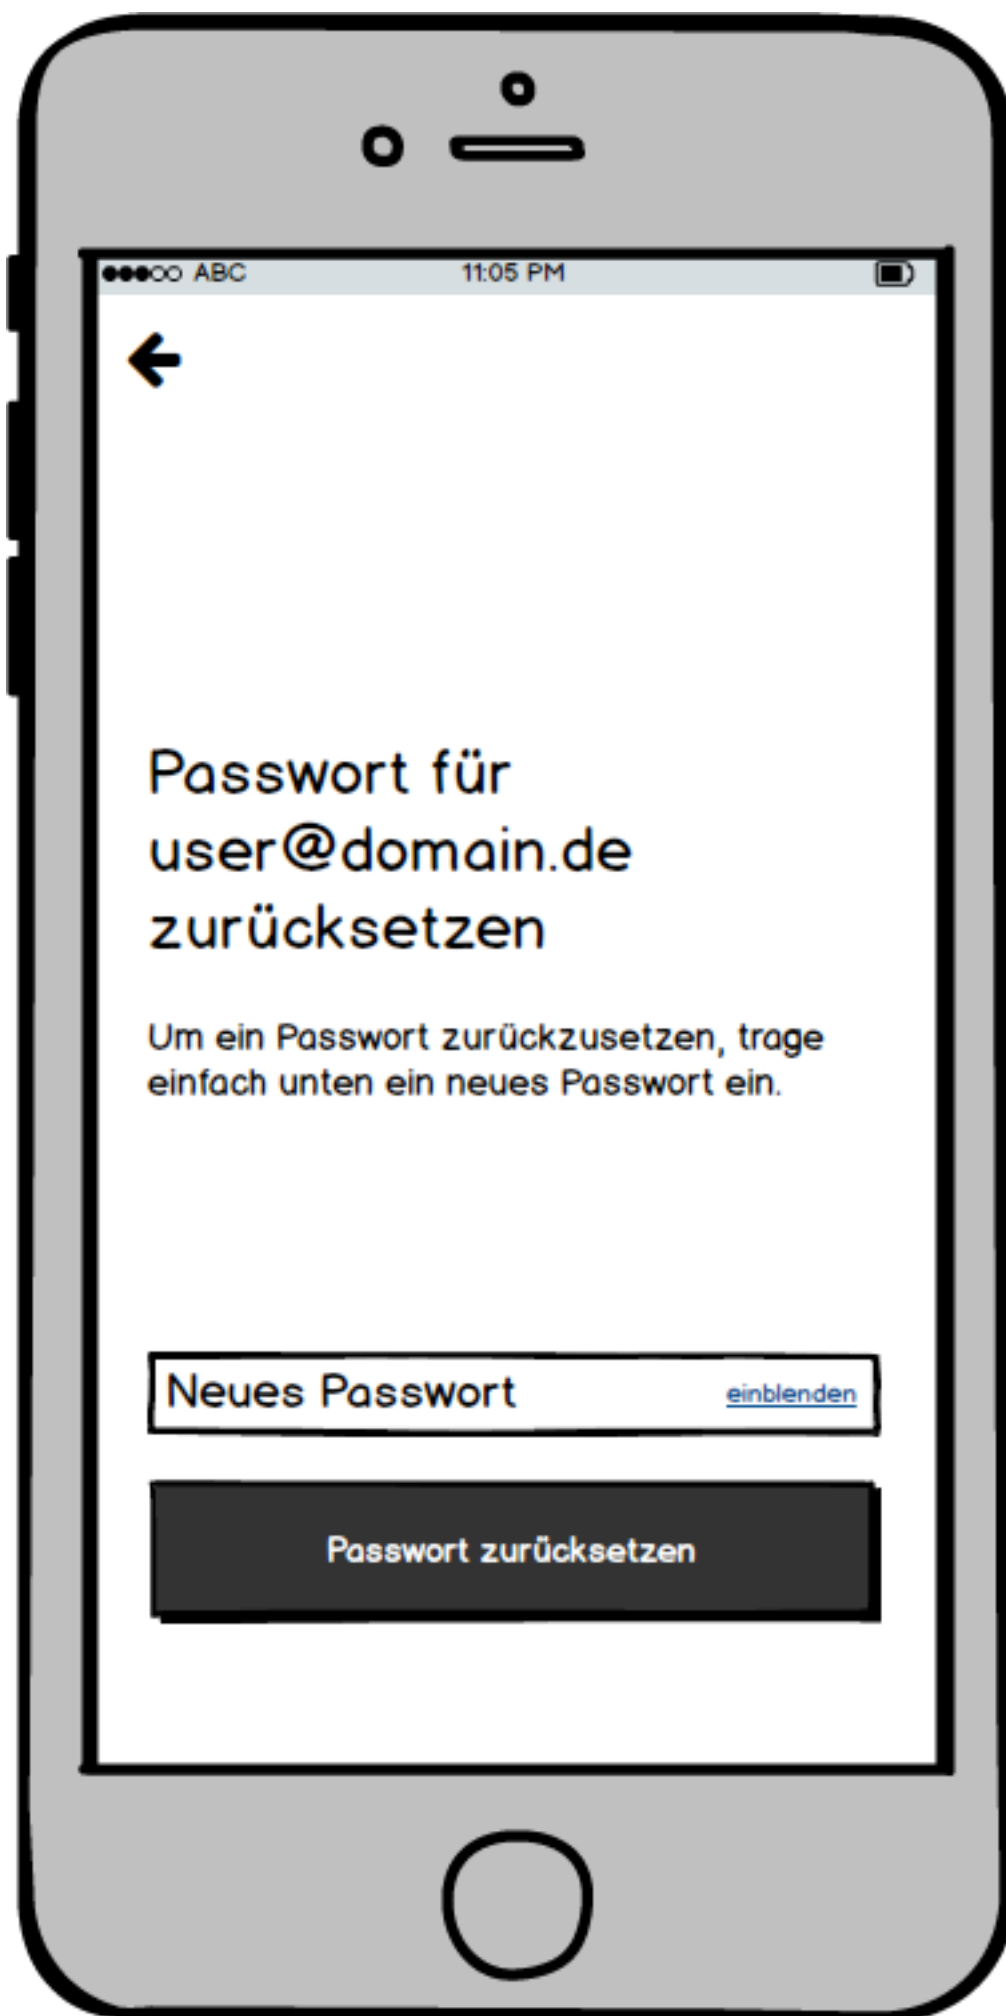 ABC 11:05 PM
Passwort für
user@domain.de
zurücksetzen
Um ein Passwort zurückzusetzen, trage
einfach unten ein neues Passwort ein.
Neues Passwort einblenden
Passwort zurücksetzen